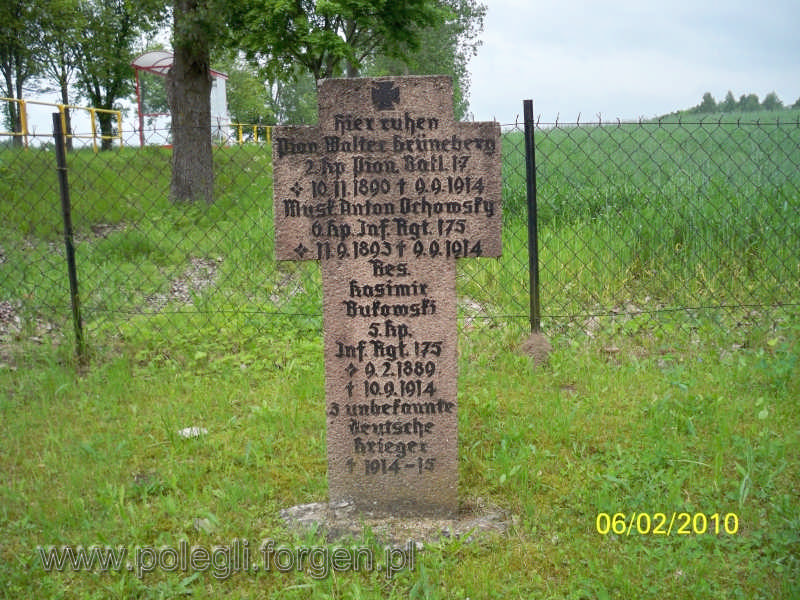 Hier ruhen
Pion. Walter Grüneberg
2. Kp. Pion. Batl. 17
10.11.1890 † 9.9.1914
Musk. Anton Ochowsky
6. Kp. Inf. Rgt. 175
11.9.1893 † 9.9.1914
Res.
Kasimir
Bukowski
5. Kp.
Inf. Rgt. 175
9.2.1889
† 10.9.1914
3 unbekannte
deutsche
Krieger
† 1914-15
06/02/2010
www.polegli.forgen.pl